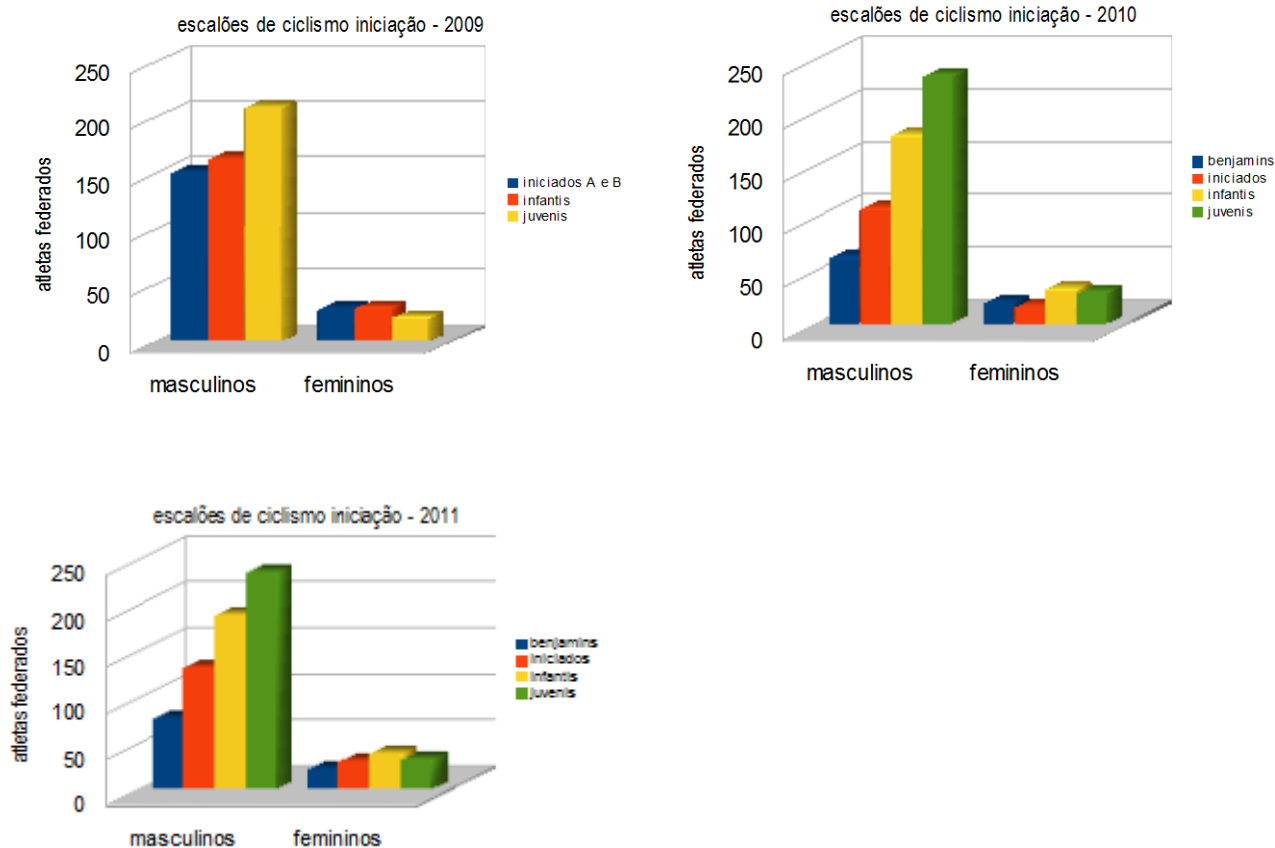 escalões de ciclismo iniciação - 2009
250
200
150
100
50
0
atletas federados
masculinos femininos
iniciados A e B
infantis
juvenis
escalões de ciclismo iniciação - 2010
250
200
150
100
50
0
atletas federados
masculinos femininos
benjamins
iniciados
infantis
juvenis
escalões de ciclismo iniciação - 2011
250
200
150
100
50
0
atletas federados
masculinos femininos
benjamins
iniciados
infantis
juvenis